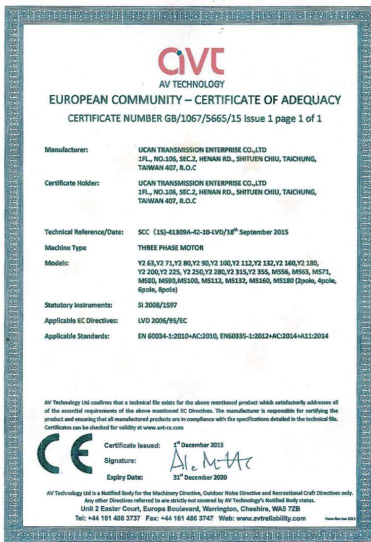 avt
AV TECHNOLOGY
EUROPEAN COMMUNITY – CERTIFICATE OF ADEQUACY
CERTIFICATE NUMBER GB/1067/5665/15 Issue 1 page 1 of 1
Manufacturer: UCAN TRANSMISSION ENTERPRISE CO.,LTD
1FL., NO.106, SEC.2, HENAN RD., SHITUEN CHIU, TAICHUNG,
TAIWAN 407, R.O.C
Certificate Holder: UCAN TRANSMISSION ENTERPRISE CO.,LTD
1FL., NO.106, SEC.2, HENAN RD., SHITUEN CHIU, TAICHUNG,
TAIWAN 407, R.O.C
Technical Reference/Date: SCC (15)-41309A-42-10-LVD/18th September 2015
Machine Type THREE PHASE MOTOR
Models: Y2 63,Y2 71,Y2 80,Y2 90,Y2 100,Y2 112,Y2 132,Y2 160,Y2 180,
Y2 200,Y2 225, Y2 250,Y2 280,Y2 315,Y2 355, MS56, MS63, MS71,
MS80, MS90,MS100, MS112, MS132, MS160, MS180 (2pole, 4pole,
6pole, 8pole)
Statutory Instruments: SI 2008/1597
Applicable EC Directives: LVD 2006/95/EC
Applicable Standards: EN 60034-1:2010+AC:2010, EN60335-1:2012+AC:2014+A11:2014
AV Technology Ltd confirms that a technical file exists for the above mentioned product which satisfactorily addresses all
of the essential requirements of the above mentioned EC Directives. The manufacturer is responsible for certifying the
product and ensuring that all manufactured products are in compliance with the specifications detailed in the technical file.
Certificates can be checked for validity at www.avt-ce.com
CE
Certificate Issued: 1st December 2015
Signature:
Expiry Date: 31st December 2020
AV Technology Ltd is a Notified Body for the Machinery Directive, Outdoor Noise Directive and Recreational Craft Directives only.
Any other Directives referred to are strictly not covered by AV Technology's Notified Body status.
Unit 2 Easter Court, Europa Boulevard, Warrington, Cheshire, WA5 7ZB
Tel: +44 161 486 3737 Fax: +44 161 486 3747 Web: www.avtreliability.com